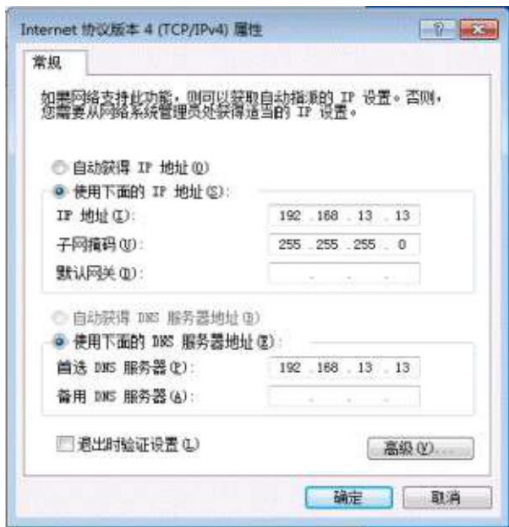 Internet 协议版本 4 (TCP/IPv4) 属性
常规
如果网络支持此功能，则可以获取自动指派的 IP 设置。否则，
您需要从网络系统管理员处获得适当的 IP 设置。
自动获得 IP 地址(O)
使用下面的 IP 地址(S):
IP 地址(I): 192 . 168 . 13 . 13
子网掩码(U): 255 . 255 . 255 . 0
默认网关(D): . . .
自动获得 DNS 服务器地址(B)
使用下面的 DNS 服务器地址(E):
首选 DNS 服务器(P): 192 . 168 . 13 . 13
备用 DNS 服务器(A): . . .
退出时验证设置(L)
高级(V)...
确定 取消